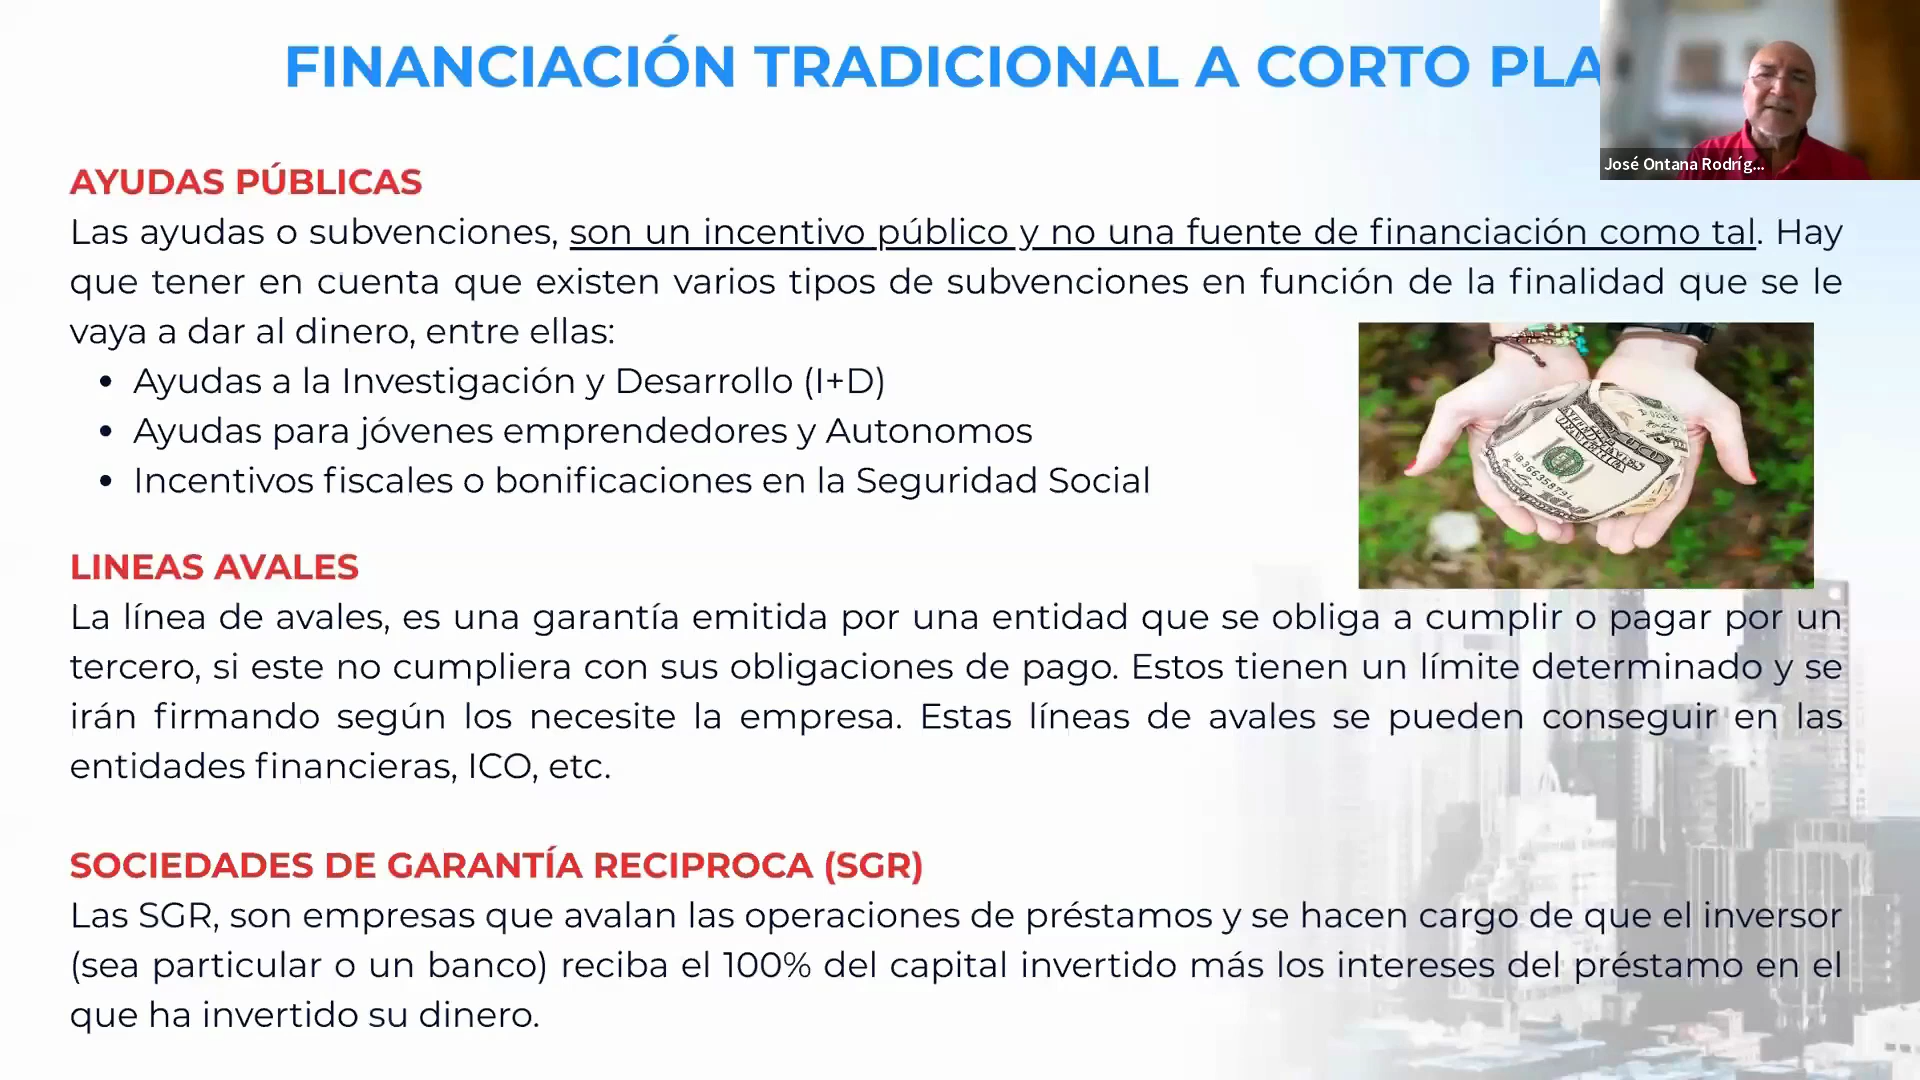 FINANCIACIÓN TRADICIONAL A CORTO PLA
José Ontana Rodríg...
AYUDAS PÚBLICAS
Las ayudas o subvenciones, son un incentivo público y no una fuente de financiación como tal. Hay
que tener en cuenta que existen varios tipos de subvenciones en función de la finalidad que se le
vaya a dar al dinero, entre ellas:
• Ayudas a la Investigación y Desarrollo (I+D)
• Ayudas para jóvenes emprendedores y Autonomos
• Incentivos fiscales o bonificaciones en la Seguridad Social
LINEAS AVALES
La línea de avales, es una garantía emitida por una entidad que se obliga a cumplir o pagar por un
tercero, si este no cumpliera con sus obligaciones de pago. Estos tienen un límite determinado y se
irán firmando según los necesite la empresa. Estas líneas de avales se pueden conseguir en las
entidades financieras, ICO, etc.
SOCIEDADES DE GARANTÍA RECIPROCA (SGR)
Las SGR, son empresas que avalan las operaciones de préstamos y se hacen cargo de que el inversor
(sea particular o un banco) reciba el 100% del capital invertido más los intereses del préstamo en el
que ha invertido su dinero.